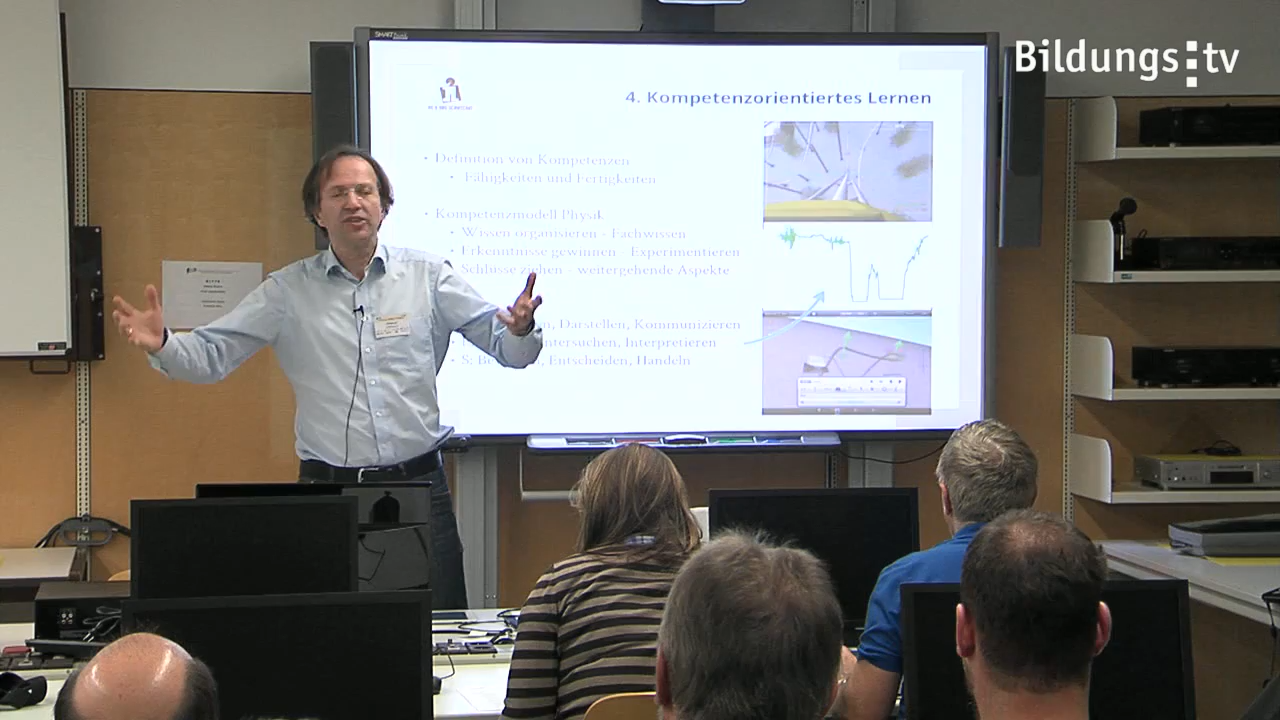 SMART
Bildungs:tv
4. Kompetenzorientiertes Lernen
• Definition von Kompetenzen
• Fähigkeiten und Fertigkeiten
• Kompetenzmodell Physik
• Wissen organisieren - Fachwissen
• Erkenntnisse gewinnen - Experimentieren
Schlüsse ziehen - weitergehende Aspekte
Darstellen, Kommunizieren
Interpretieren
• S: Entscheiden, Handeln